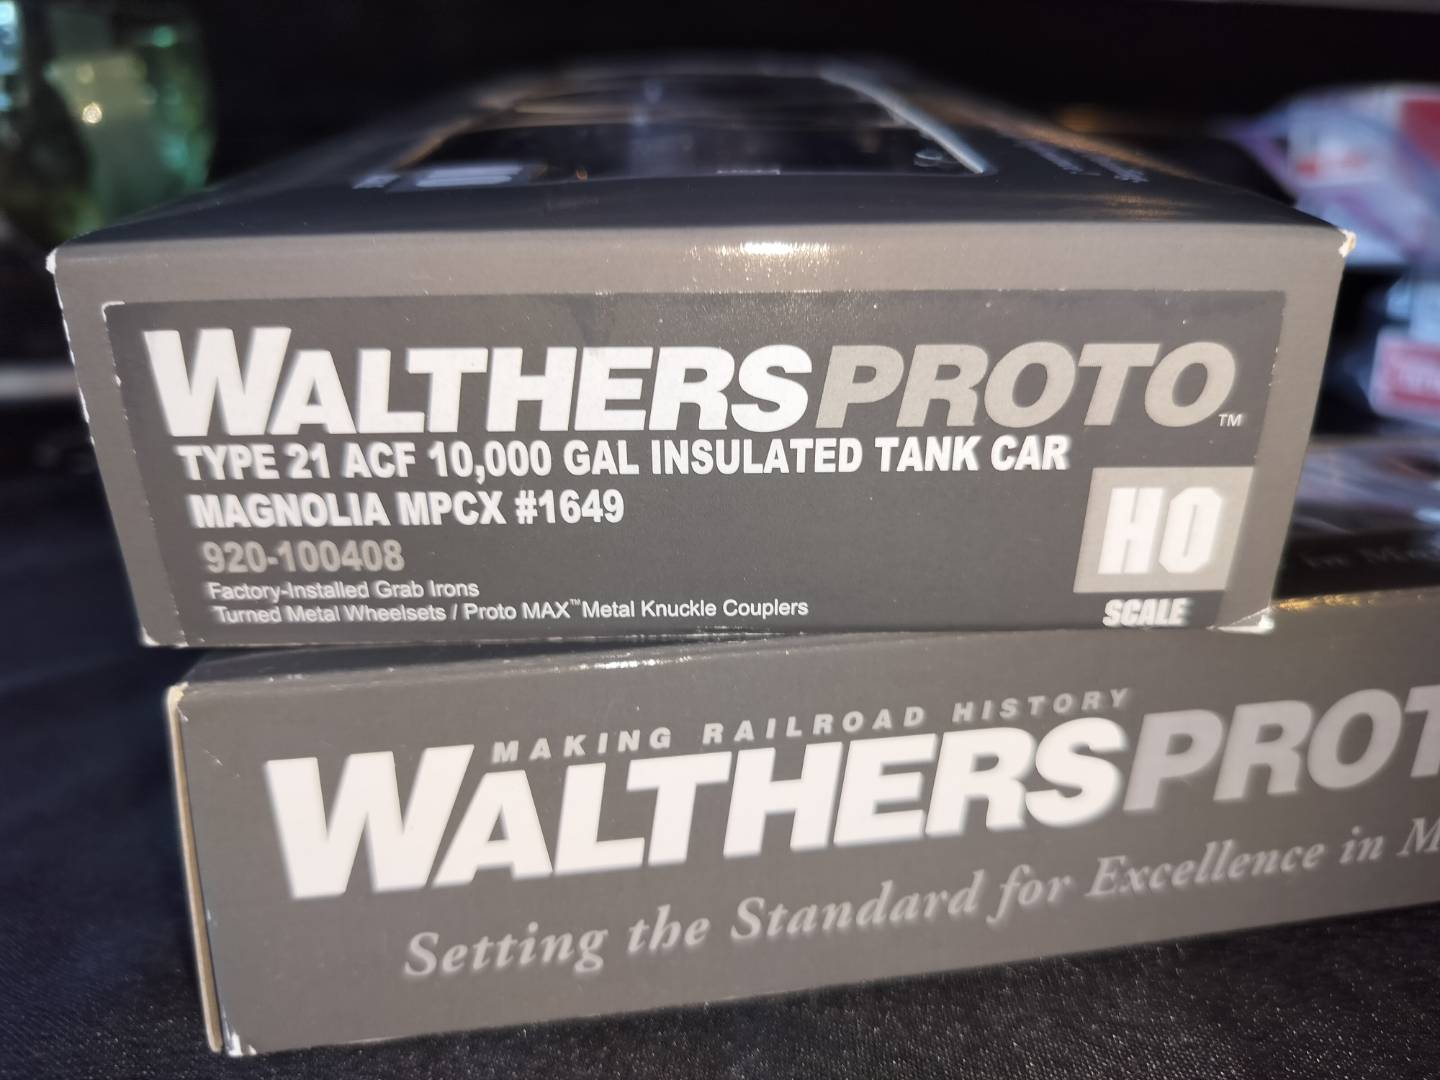 WALTHERSPROTO™
TYPE 21 ACF 10,000 GAL INSULATED TANK CAR
MAGNOLIA MPCX #1649
920-100408
Factory-Installed Grab Irons
Turned Metal Wheelsets / Proto MAX™ Metal Knuckle Couplers
HO
SCALE
MAKING RAILROAD HISTORY
WALTHERSPROT
Setting the Standard for Excellence in M